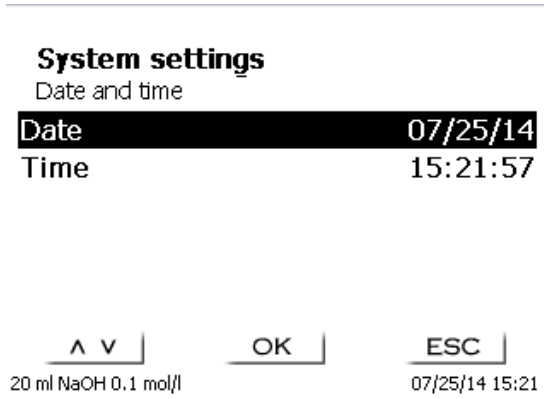 System settings
Date and time
Date 07/25/14
Time 15:21:57
∧ ∨ OK ESC
20 ml NaOH 0.1 mol/l 07/25/14 15:21